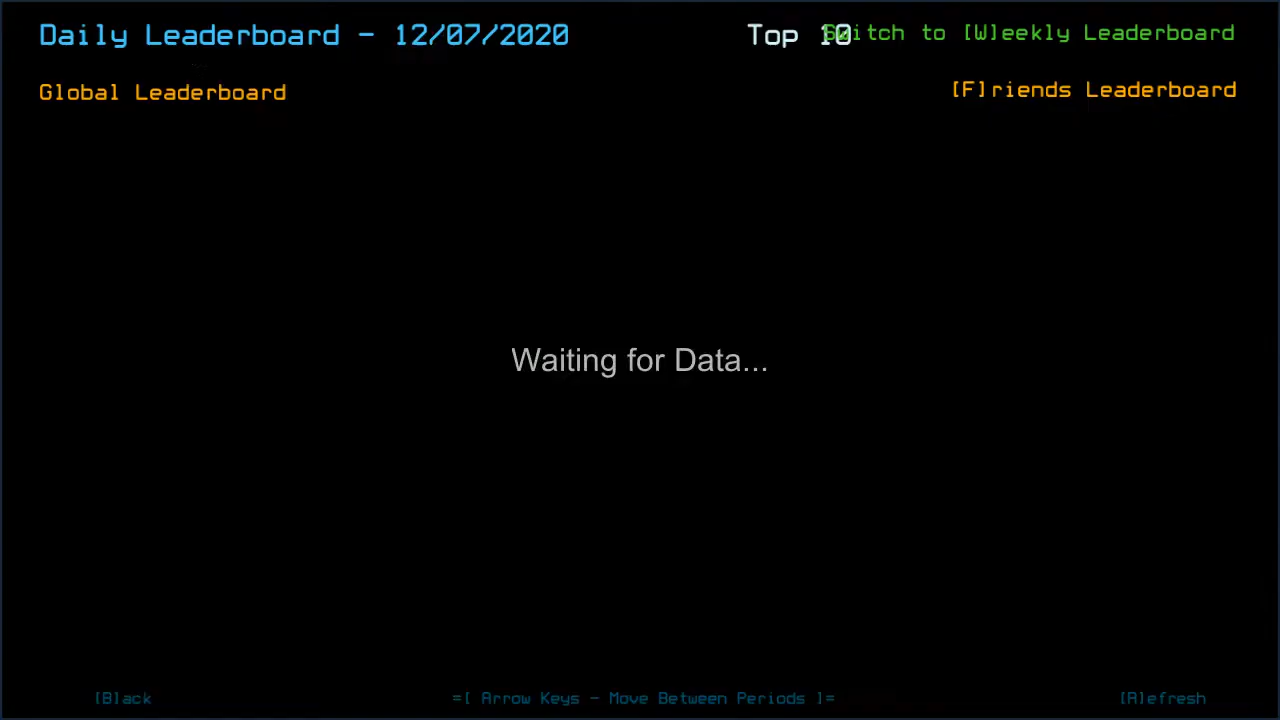 Daily Leaderboard - 12/07/2020
Top 10
Switch to [W]eekly Leaderboard
Global Leaderboard
[F]riends Leaderboard
Waiting for Data...
[B]ack
=[ Arrow Keys - Move Between Periods ]=
[R]efresh